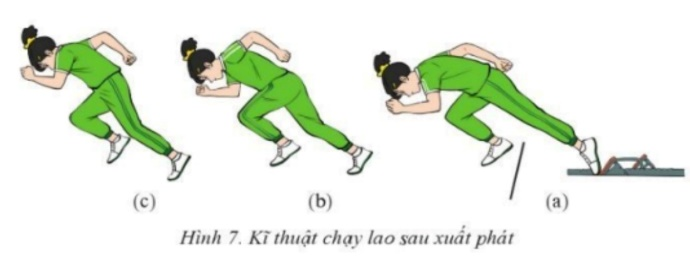 (c) (b) (a)
Hình 7. Kĩ thuật chạy lao sau xuất phát